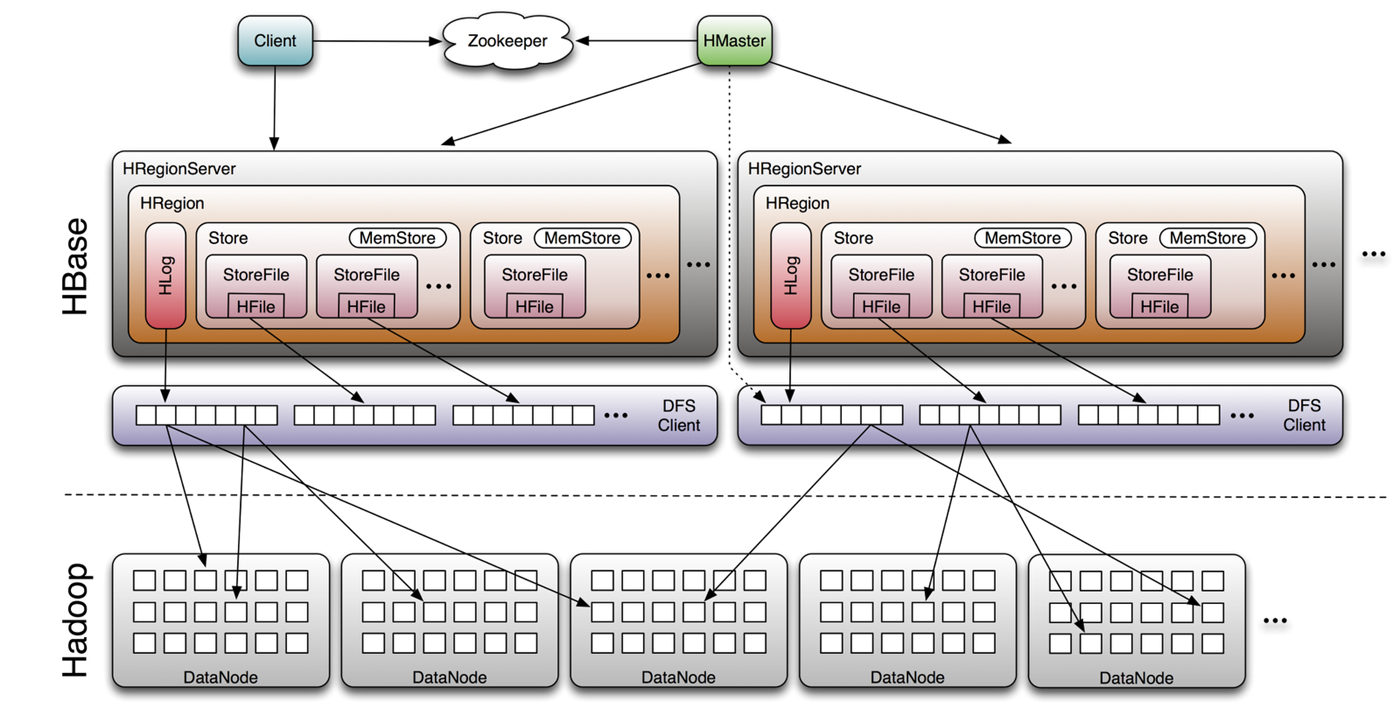 Client
Zookeeper
HMaster
HBase
HRegionServer
HRegion
HLog
Store
MemStore
StoreFile
HFile
StoreFile
HFile
...
Store
MemStore
StoreFile
HFile
...
...
HRegionServer
HRegion
HLog
Store
MemStore
StoreFile
HFile
StoreFile
HFile
...
Store
MemStore
StoreFile
HFile
...
...
...
...
DFS
Client
...
DFS
Client
Hadoop
DataNode
DataNode
DataNode
DataNode
DataNode
...